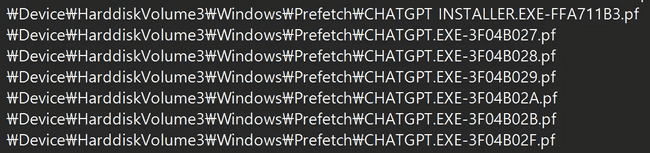 ₩Device₩HarddiskVolume3₩Windows₩Prefetch₩CHATGPT INSTALLER.EXE-FFA711B3.pf
₩Device₩HarddiskVolume3₩Windows₩Prefetch₩CHATGPT.EXE-3F04B027.pf
₩Device₩HarddiskVolume3₩Windows₩Prefetch₩CHATGPT.EXE-3F04B028.pf
₩Device₩HarddiskVolume3₩Windows₩Prefetch₩CHATGPT.EXE-3F04B029.pf
₩Device₩HarddiskVolume3₩Windows₩Prefetch₩CHATGPT.EXE-3F04B02A.pf
₩Device₩HarddiskVolume3₩Windows₩Prefetch₩CHATGPT.EXE-3F04B02B.pf
₩Device₩HarddiskVolume3₩Windows₩Prefetch₩CHATGPT.EXE-3F04B02F.pf